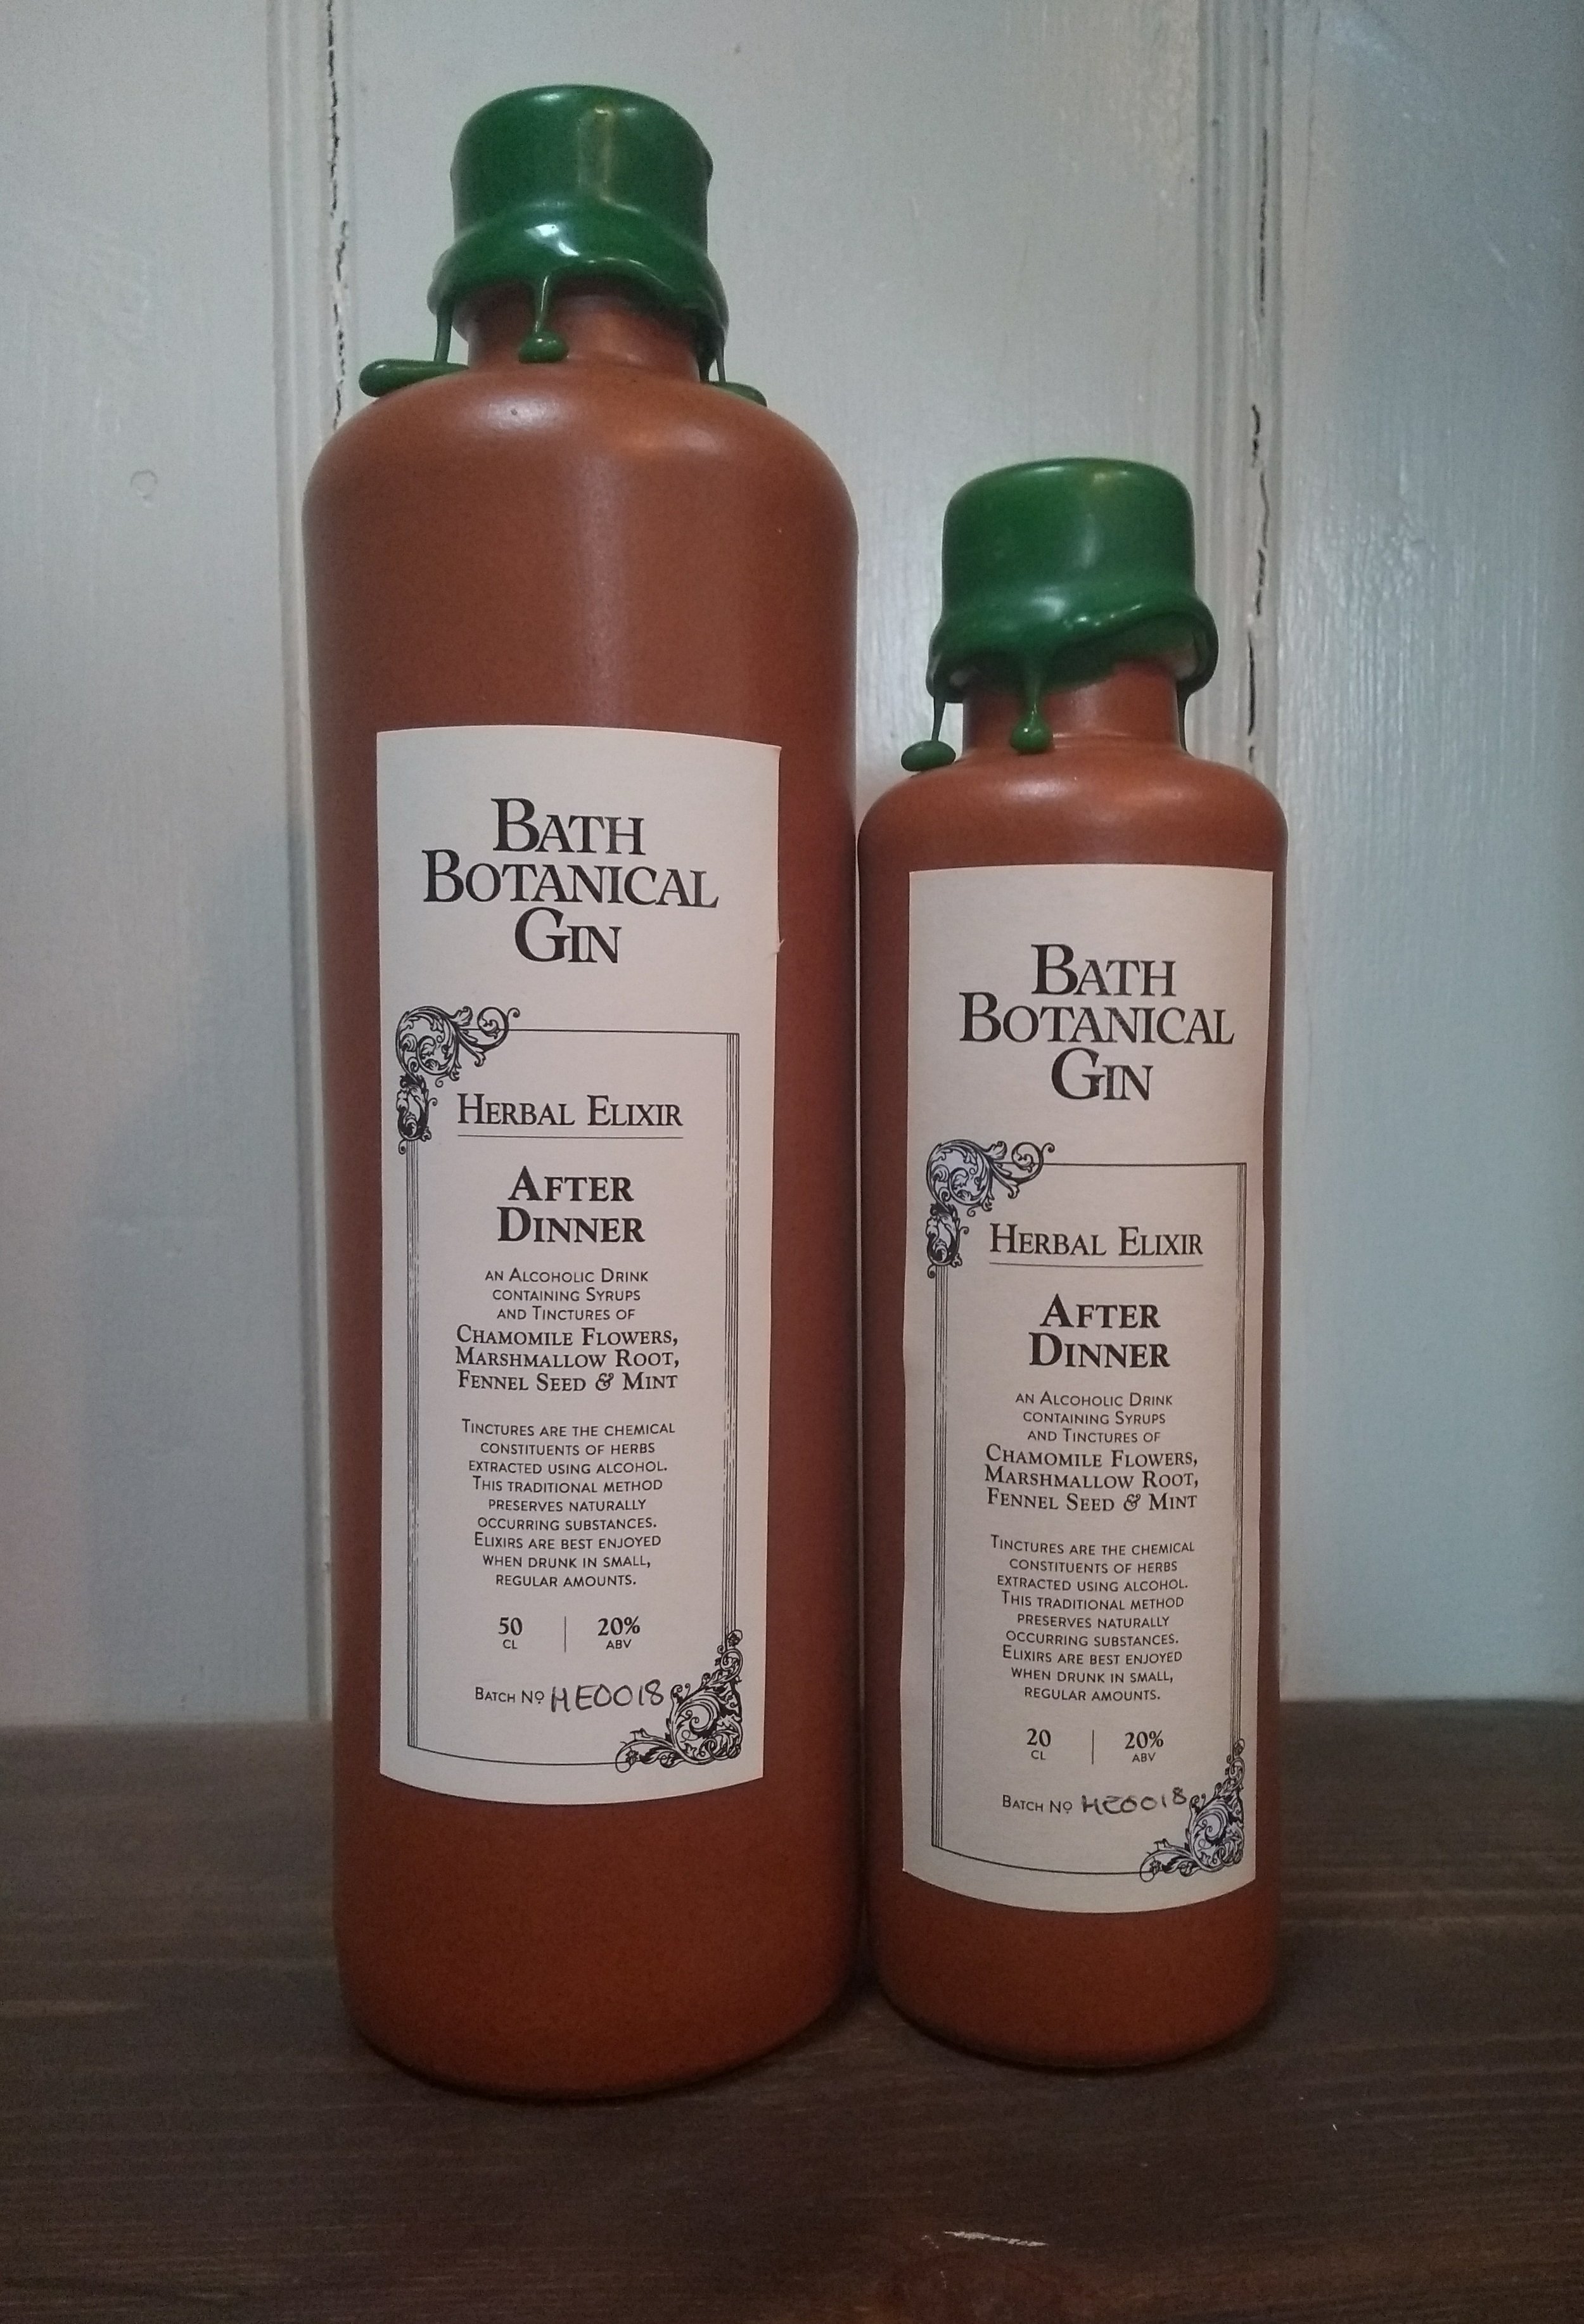 BATH
BOTANICAL
GIN
HERBAL ELIXIR
AFTER
DINNER
AN ALCOHOLIC DRINK
CONTAINING SYRUPS
AND TINCTURES OF
CHAMOMILE FLOWERS,
MARSHMALLOW ROOT,
FENNEL SEED & MINT
TINCTURES ARE THE CHEMICAL
CONSTITUENTS OF HERBS
EXTRACTED USING ALCOHOL.
THIS TRADITIONAL METHOD
PRESERVES NATURALLY
OCCURRING SUBSTANCES.
ELIXIRS ARE BEST ENJOYED
WHEN DRUNK IN SMALL,
REGULAR AMOUNTS.
50 | 20%
CL ABV
BATCH Nº HE0018
BATH
BOTANICAL
GIN
HERBAL ELIXIR
AFTER
DINNER
AN ALCOHOLIC DRINK
CONTAINING SYRUPS
AND TINCTURES OF
CHAMOMILE FLOWERS,
MARSHMALLOW ROOT,
FENNEL SEED & MINT
TINCTURES ARE THE CHEMICAL
CONSTITUENTS OF HERBS
EXTRACTED USING ALCOHOL.
THIS TRADITIONAL METHOD
PRESERVES NATURALLY
OCCURRING SUBSTANCES.
ELIXIRS ARE BEST ENJOYED
WHEN DRUNK IN SMALL,
REGULAR AMOUNTS.
20 | 20%
CL ABV
BATCH Nº HE0018